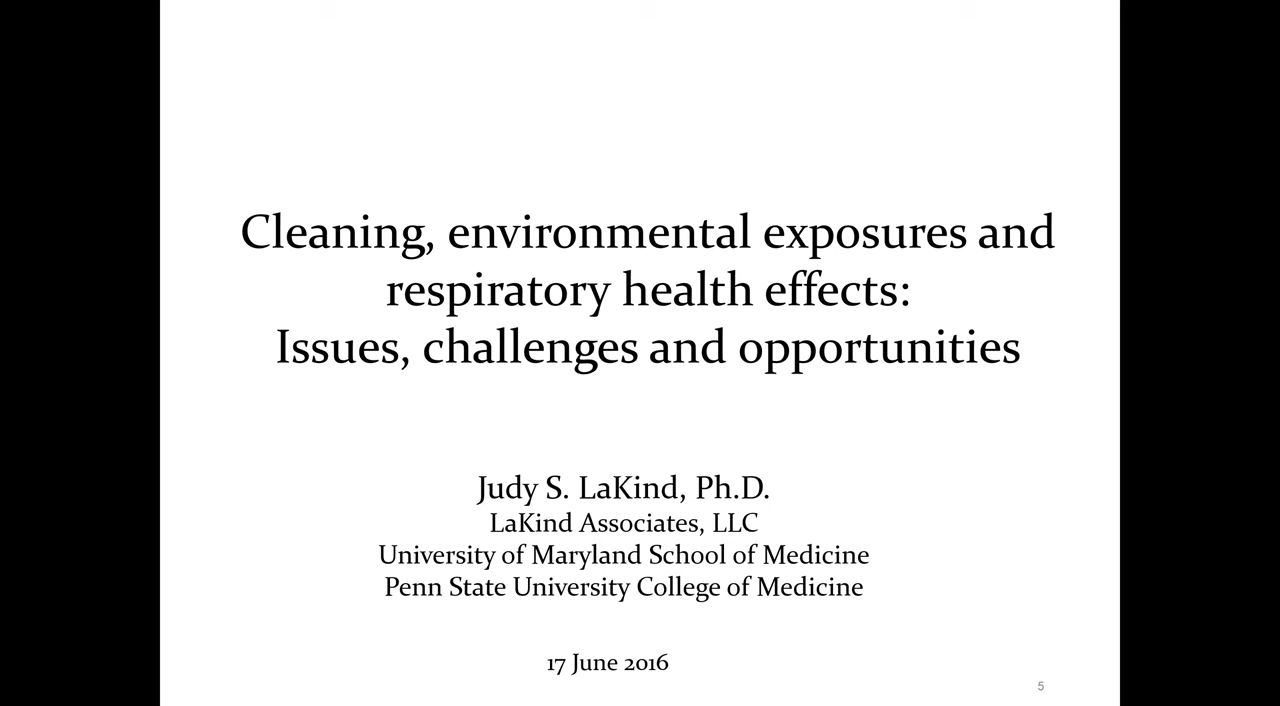 Cleaning, environmental exposures and
respiratory health effects:
Issues, challenges and opportunities
Judy S. LaKind, Ph.D.
LaKind Associates, LLC
University of Maryland School of Medicine
Penn State University College of Medicine
17 June 2016
5